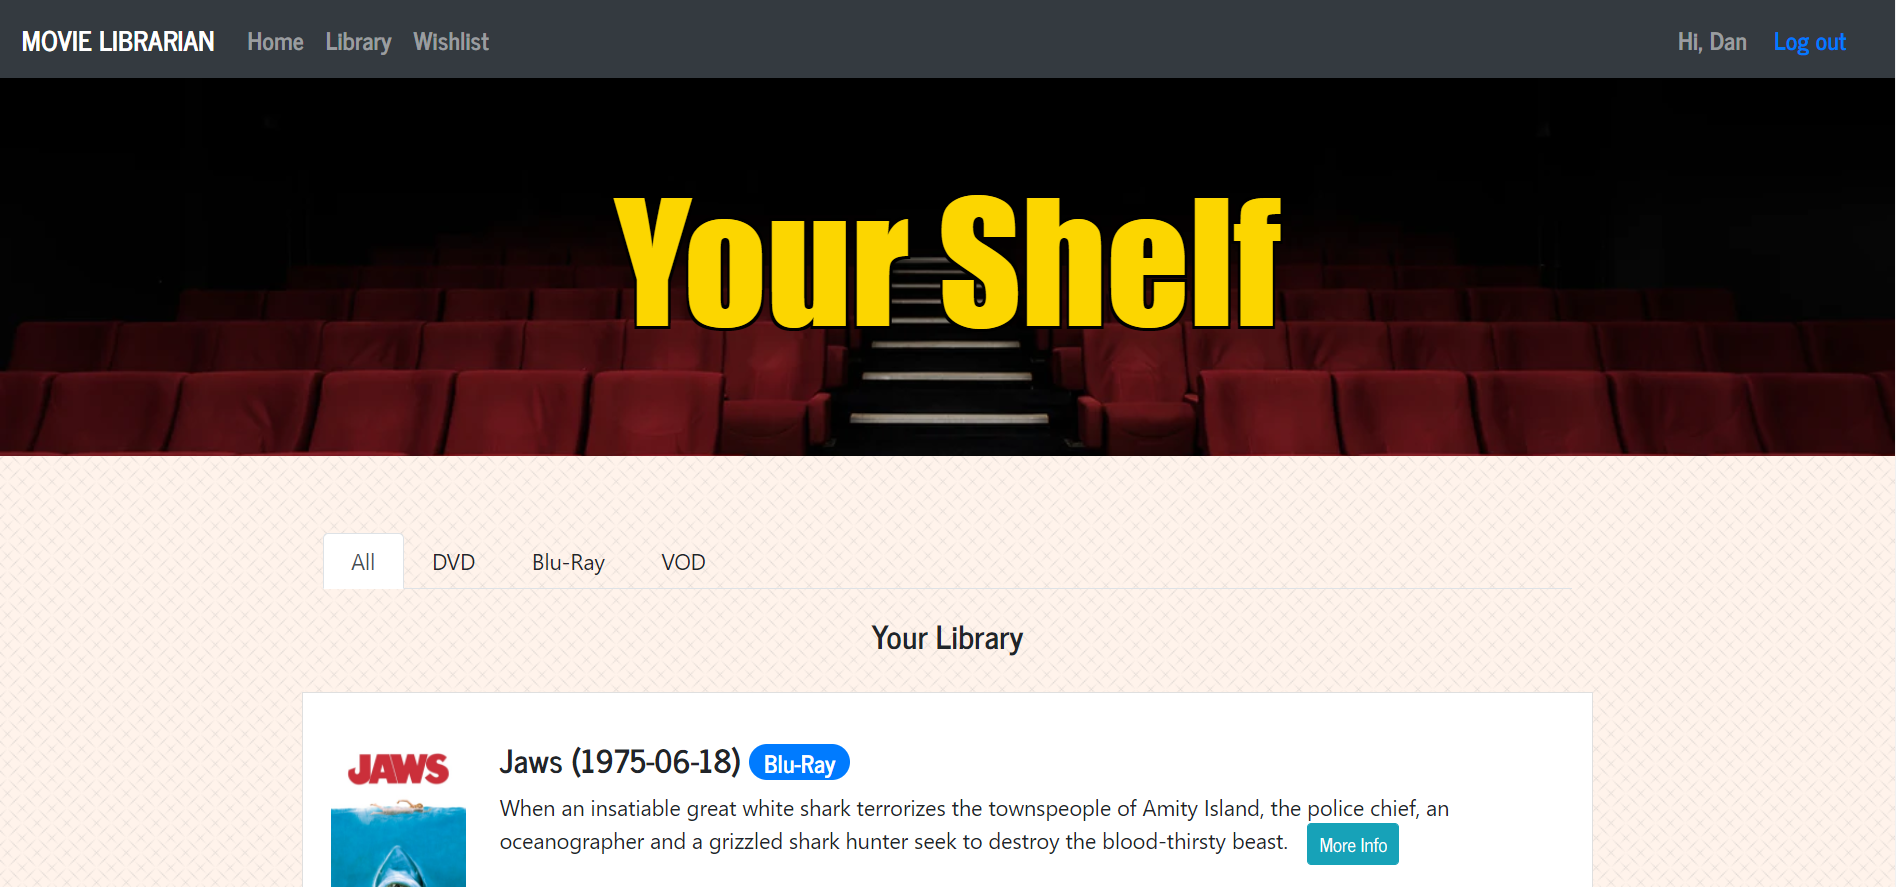 MOVIE LIBRARIAN Home Library Wishlist Hi, Dan Log out
Your Shelf
All DVD Blu-Ray VOD
Your Library
JAWS
Jaws (1975-06-18) Blu-Ray
When an insatiable great white shark terrorizes the townspeople of Amity Island, the police chief, an
oceanographer and a grizzled shark hunter seek to destroy the blood-thirsty beast. More Info